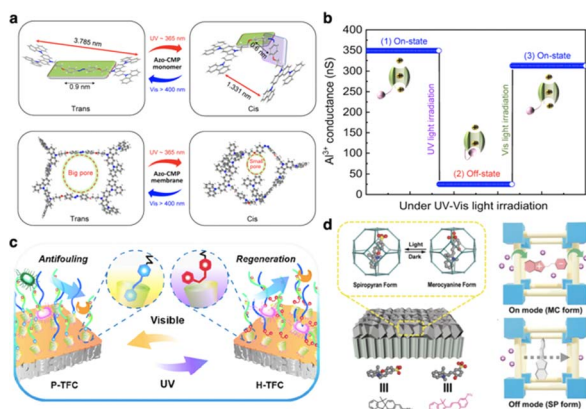 a
3.785 nm
UV ~ 365 nm
Azo-CMP
monomer
Vis > 400 nm
0.9 nm
Trans
1.331 nm
Cis
UV ~ 365 nm
Azo-CMP
membrane
Vis > 400 nm
Big pore
Small
pore
Trans
Cis
b
Al3+ conductance (nS)
400
350
300
250
200
150
100
50
0
(1) On-state
(2) Off-state
(3) On-state
UV light irradiation
Vis light irradiation
Under UV-Vis light irradiation
c
Antifouling
Regeneration
Visible
UV
P-TFC
H-TFC
d
Light
Dark
Spiropyran Form
Merocyanine Form
On mode (MC form)
Off mode (SP form)